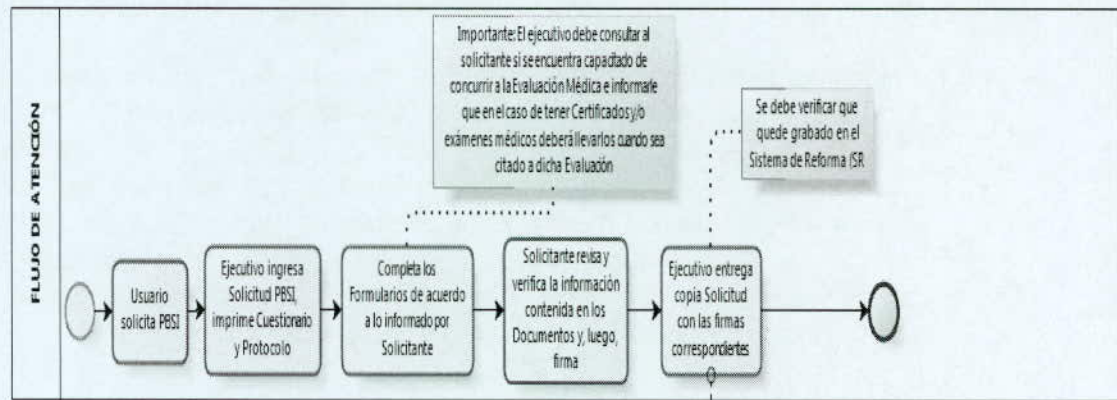 FLUJO DE ATENCIÓN
Importante: El ejecutivo debe consultar al
solicitante si se encuentra capacitado de
concurrir a la Evaluación Médica e informarle
que en el caso de tener Certificados y/o
exámenes médicos deberá llevarlos cuando sea
citado a dicha Evaluación
Se debe verificar que
quede grabado en el
Sistema de Reforma (SR
Usuario
solicita PBSI
Ejecutivo ingresa
Solicitud PBSI,
imprime Cuestionario
y Protocolo
Completa los
Formularios de acuerdo
a lo informado por
Solicitante
Solicitante revisa y
verifica la información
contenida en los
Documentos y, luego,
firma
Ejecutivo entrega
copia Solicitud
con las firmas
correspondientes